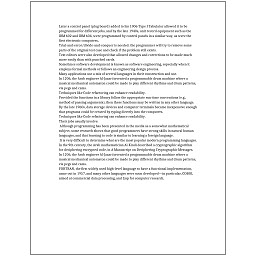 Later a control panel (plug board) added to his 1906 Type I Tabulator allowed it to be
programmed for different jobs, and by the late 1940s, unit record equipment such as the
IBM 602 and IBM 604, were programmed by control panels in a similar way, as were the
first electronic computers.
Trial-and-error/divide-and-conquer is needed: the programmer will try to remove some
parts of the original test case and check if the problem still exists.
Text editors were also developed that allowed changes and corrections to be made much
more easily than with punched cards.
Sometimes software development is known as software engineering, especially when it
employs formal methods or follows an engineering design process.
Many applications use a mix of several languages in their construction and use.
In 1206, the Arab engineer Al-Jazari invented a programmable drum machine where a
musical mechanical automaton could be made to play different rhythms and drum patterns,
via pegs and cams.
Techniques like Code refactoring can enhance readability.
Provided the functions in a library follow the appropriate run-time conventions (e.g.,
method of passing arguments), then these functions may be written in any other language.
By the late 1960s, data storage devices and computer terminals became inexpensive enough
that programs could be created by typing directly into the computers.
Techniques like Code refactoring can enhance readability.
Their jobs usually involve:
Although programming has been presented in the media as a somewhat mathematical
subject, some research shows that good programmers have strong skills in natural human
languages, and that learning to code is similar to learning a foreign language.
It is very difficult to determine what are the most popular modern programming languages.
In the 9th century, the Arab mathematician Al-Kindi described a cryptographic algorithm
for deciphering encrypted code, in A Manuscript on Deciphering Cryptographic Messages.
In 1206, the Arab engineer Al-Jazari invented a programmable drum machine where a
musical mechanical automaton could be made to play different rhythms and drum patterns,
via pegs and cams.
FORTRAN, the first widely used high-level language to have a functional implementation,
came out in 1957, and many other languages were soon developed—in particular, COBOL
aimed at commercial data processing, and Lisp for computer research.